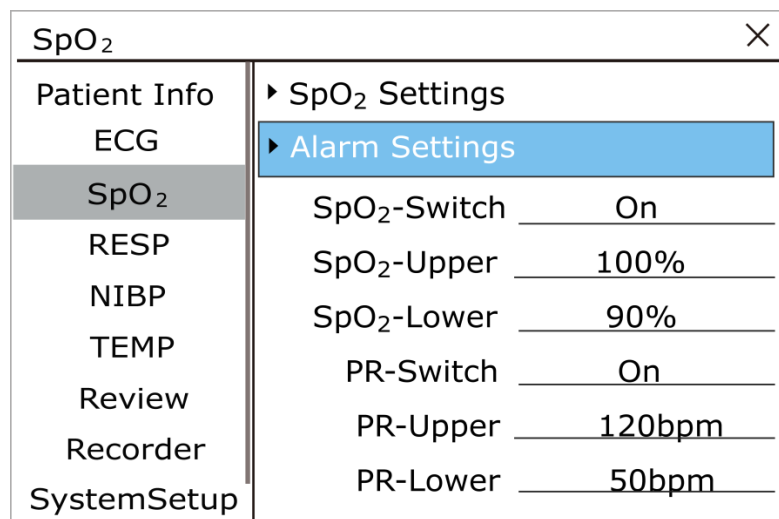 SpO₂ ×
Patient Info
ECG
SpO₂
RESP
NIBP
TEMP
Review
Recorder
SystemSetup
SpO₂ Settings
Alarm Settings
SpO₂-Switch On
SpO₂-Upper 100%
SpO₂-Lower 90%
PR-Switch On
PR-Upper 120bpm
PR-Lower 50bpm